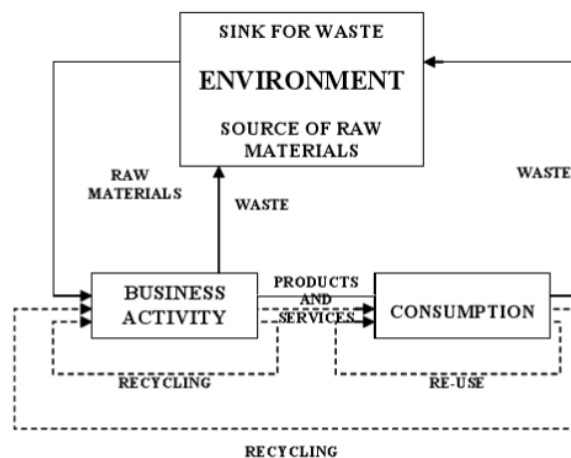 SINK FOR WASTE
ENVIRONMENT
SOURCE OF RAW
MATERIALS
RAW
MATERIALS
WASTE
WASTE
BUSINESS
ACTIVITY
PRODUCTS
AND
SERVICES
CONSUMPTION
RECYCLING
RE-USE
RECYCLING